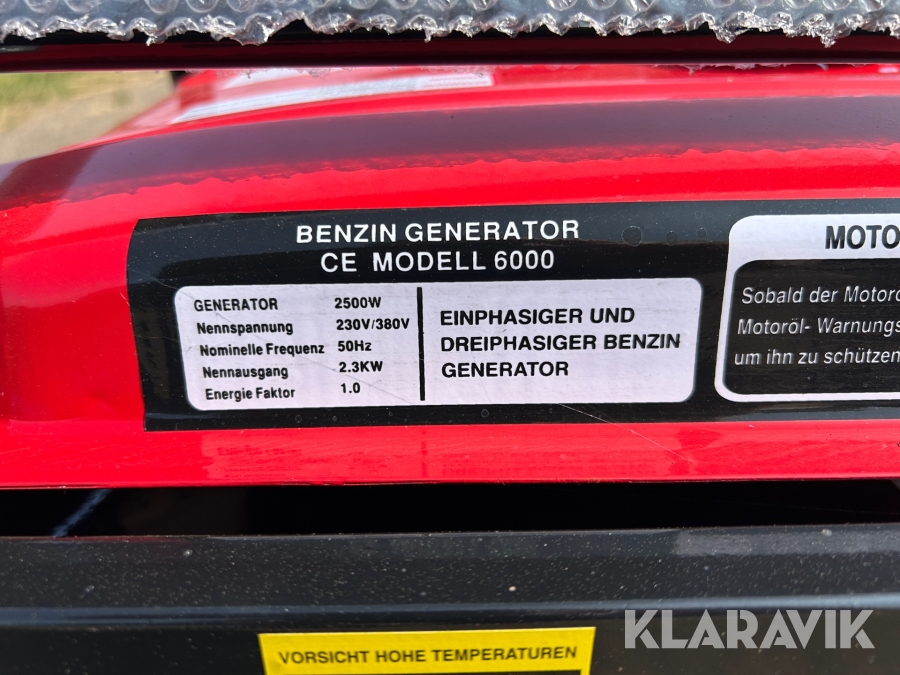 BENZIN GENERATOR
CE MODELL 6000
GENERATOR 2500W
Nennspannung 230V/380V
Nominelle Frequenz 50Hz
Nennausgang 2.3KW
Energie Faktor 1.0
EINPHASIGER UND
DREIPHASIGER BENZIN
GENERATOR
MOTO
Sobald der Motor
Motoröl- Warnungs
um ihn zu schützen
VORSICHT HOHE TEMPERATUREN
KLARAVIK